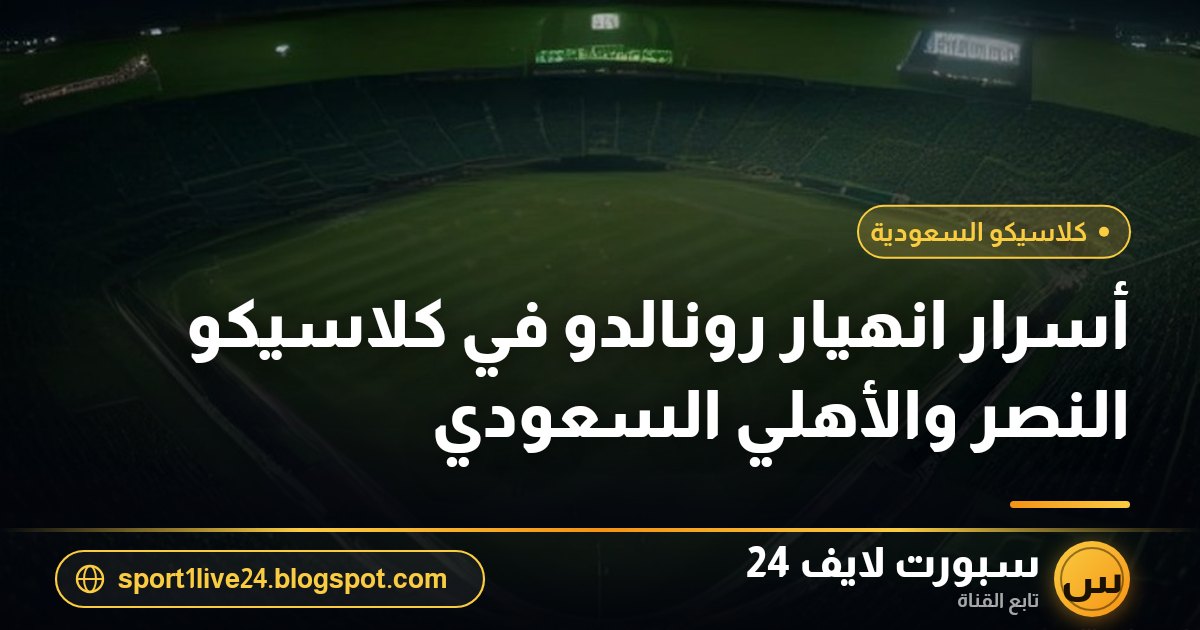 كلاسيكو السعودية
أسرار انهيار رونالدو في كلاسيكو
النصر والأهلي السعودي
سبورت لايف 24
تابع القناة
س
sport1live24.blogspot.com